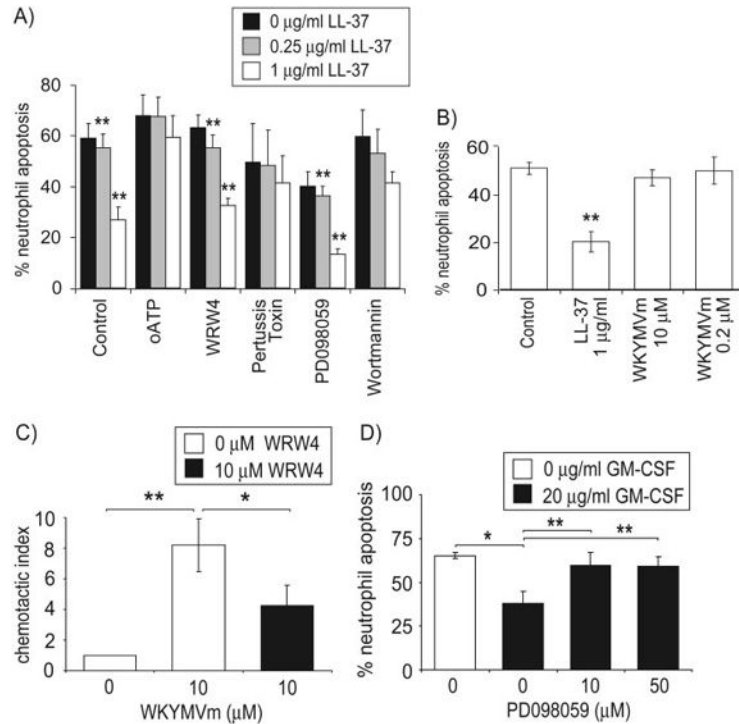 A)
0 μg/ml LL-37
0.25 μg/ml LL-37
1 μg/ml LL-37
% neutrophil apoptosis
80
60
40
20
0
**
**
**
**
**
**
Control
oATP
WRW4
Pertussis
Toxin
PD098059
Wortmannin
B)
% neutrophil apoptosis
60
40
20
0
**
Control
LL-37
1 μg/ml
WKYMVm
10 μM
WKYMVm
0.2 μM
C)
0 μM WRW4
10 μM WRW4
chemotactic index
10
8
6
4
2
0
**
*
0
10
10
WKYMVm (μM)
D)
0 μg/ml GM-CSF
20 μg/ml GM-CSF
% neutrophil apoptosis
100
75
50
25
0
*
**
**
0
0
10
50
PD098059 (μM)